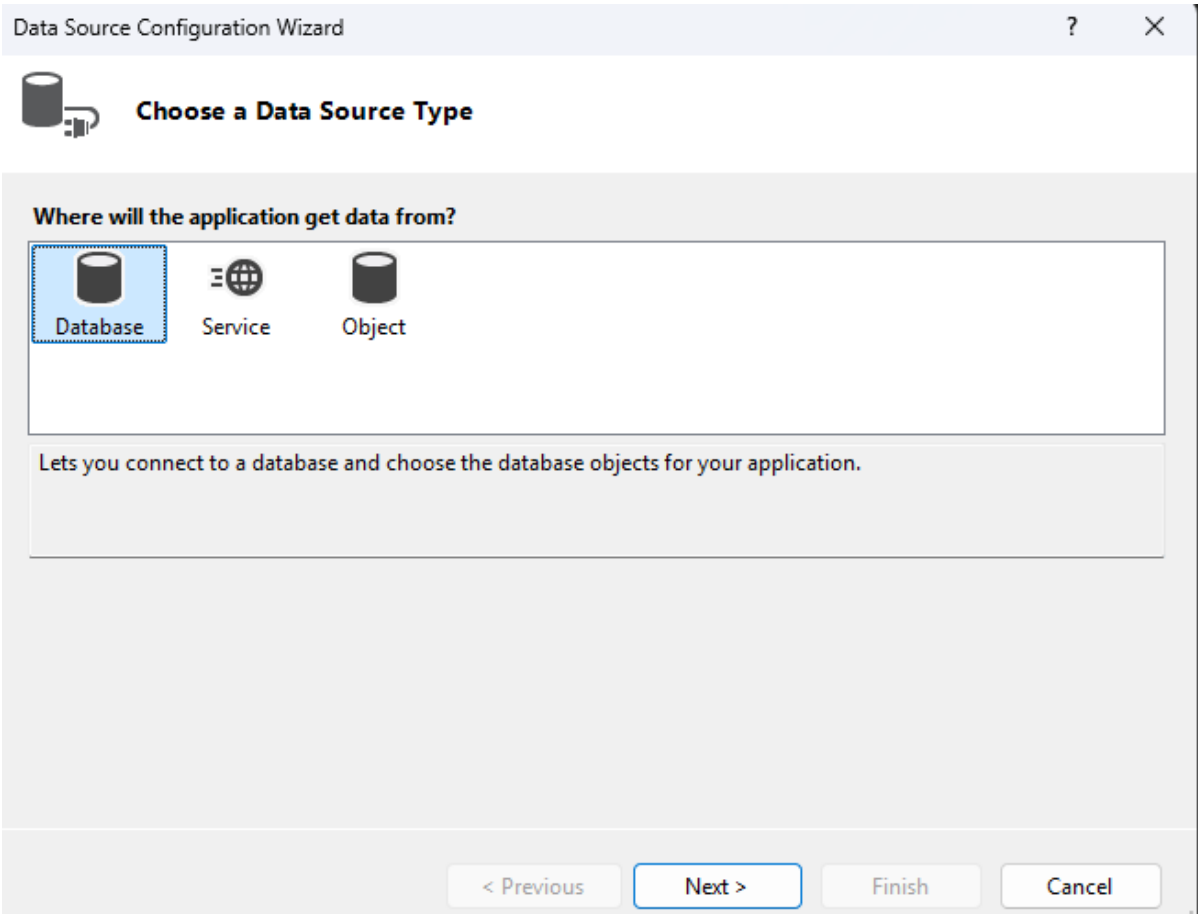 Data Source Configuration Wizard ? ✕
Choose a Data Source Type
Where will the application get data from?
Database Service Object
Lets you connect to a database and choose the database objects for your application.
< Previous Next > Finish Cancel